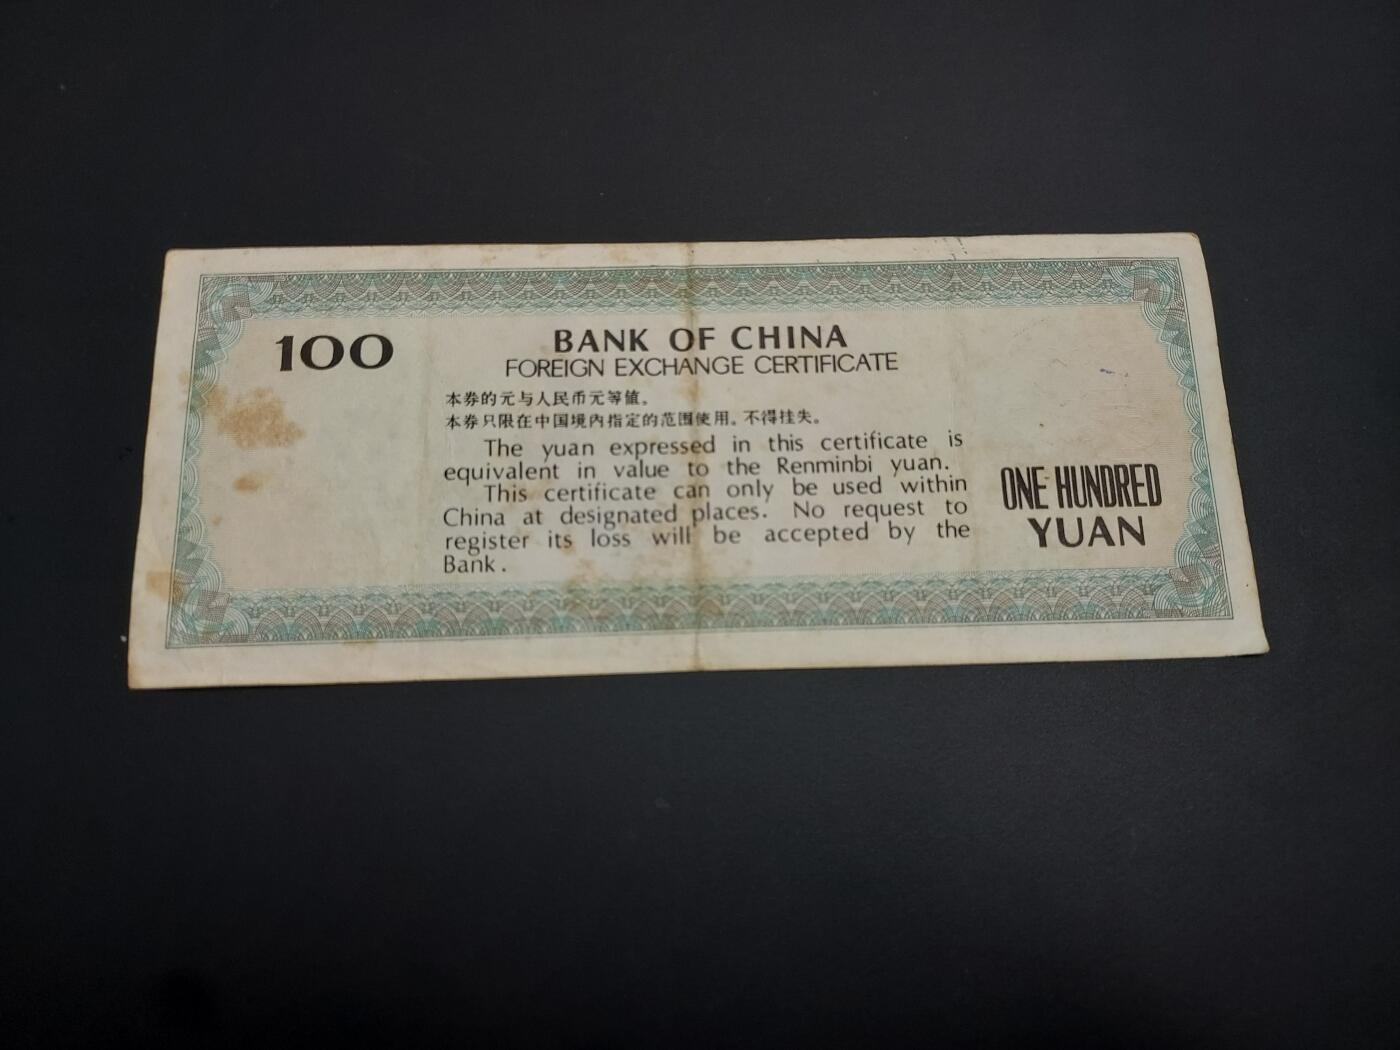 100
BANK OF CHINA
FOREIGN EXCHANGE CERTIFICATE
本券的元与人民币元等值。
本券只限在中国境内指定的范围使用。不得挂失。
The yuan expressed in this certificate is
equivalent in value to the Renminbi yuan.
This certificate can only be used within
China at designated places. No request to
register its loss will be accepted by the
Bank.
ONE HUNDRED
YUAN